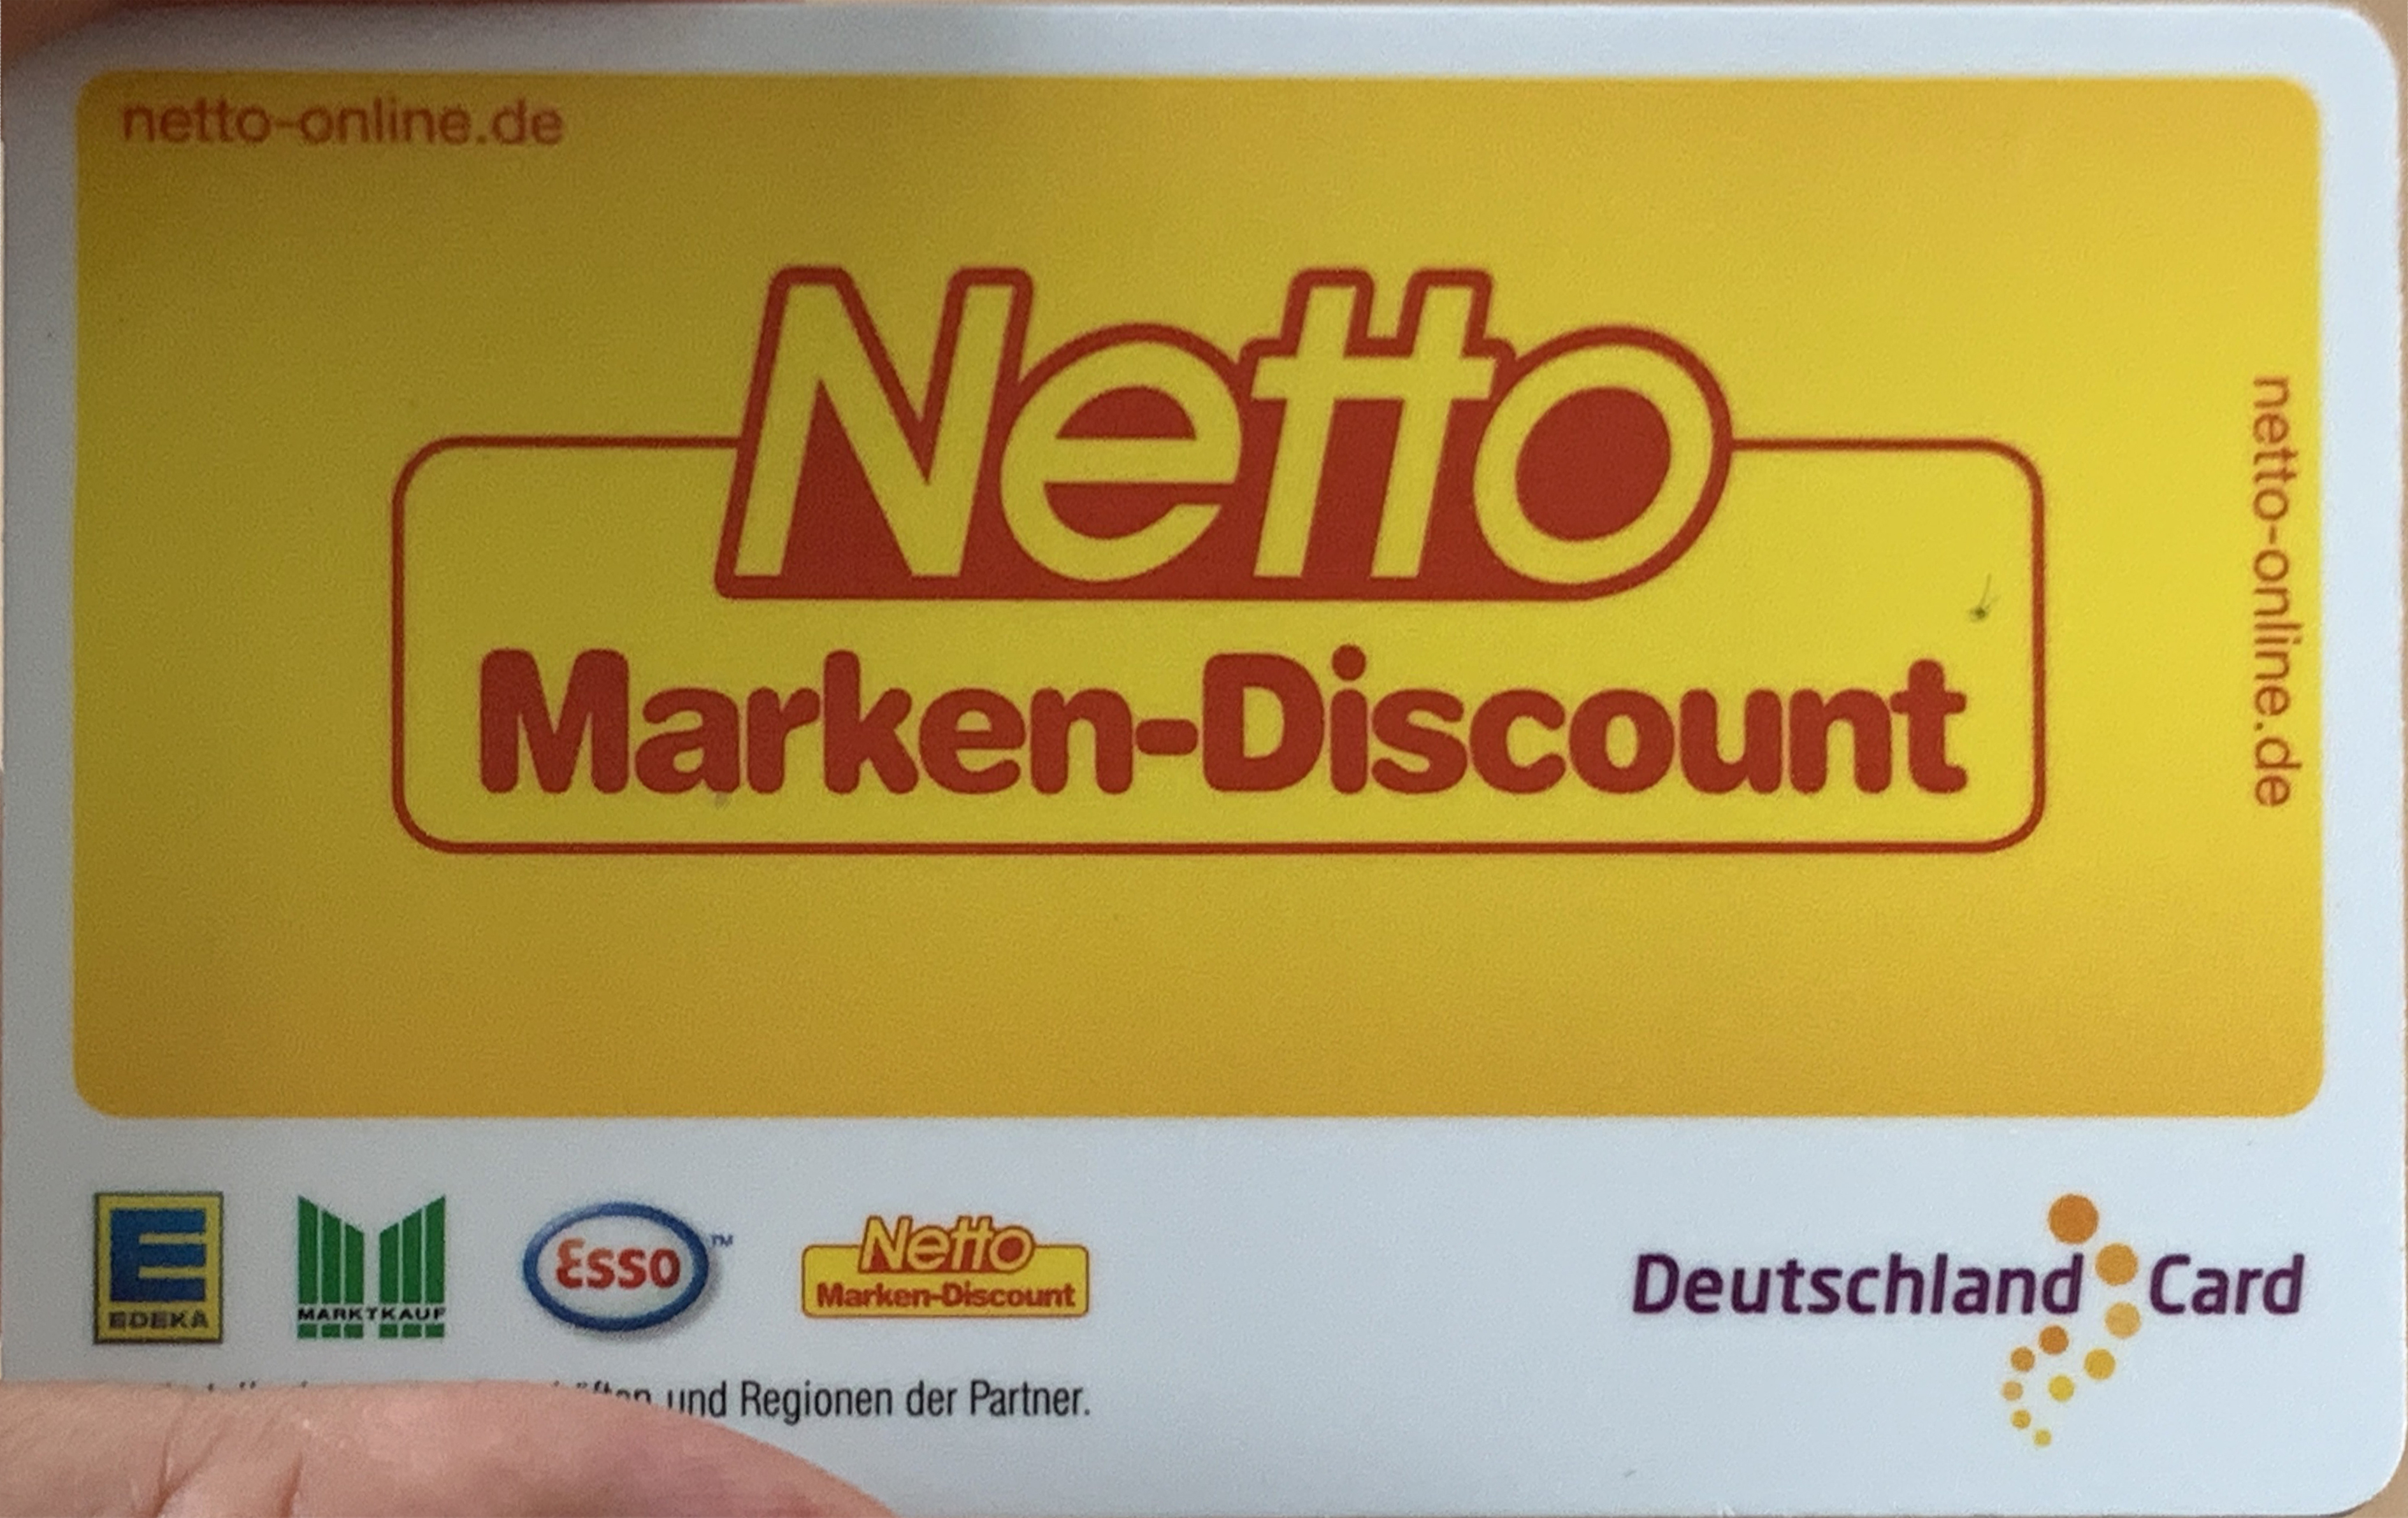 netto-online.de
Netto
Marken-Discount
netto-online.de
EDEKA
MARKTKAUF
Esso™
Netto
Marken-Discount
Deutschland Card
und Regionen der Partner.